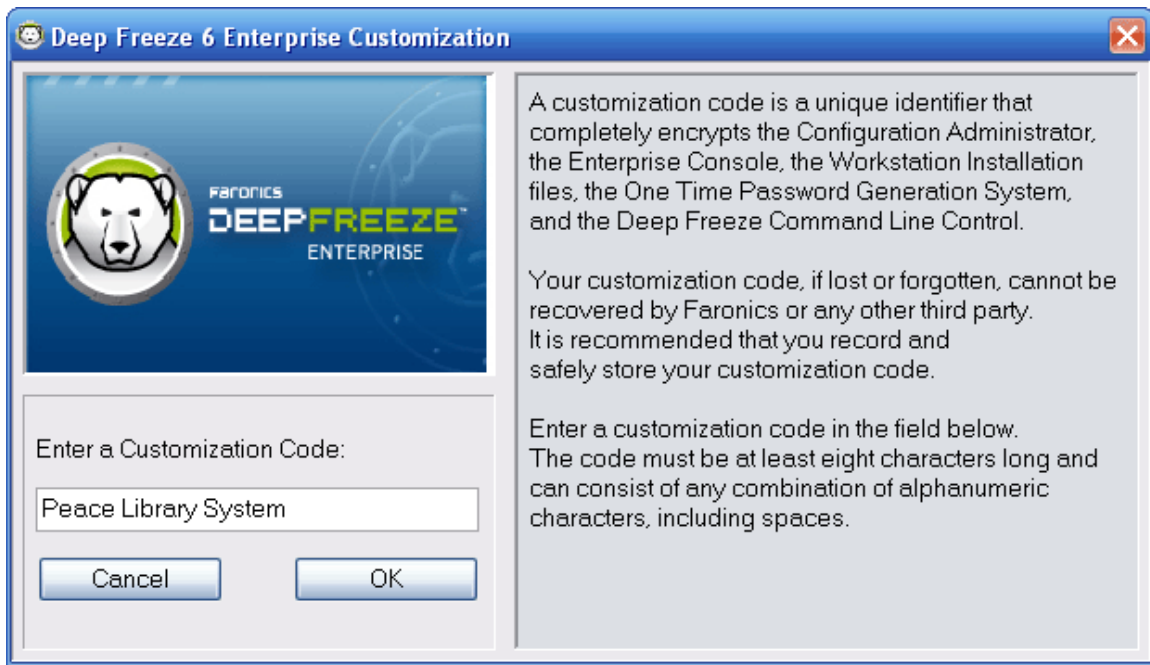 Deep Freeze 6 Enterprise Customization
FARONICS
DEEPFREEZE™
ENTERPRISE
Enter a Customization Code:
Peace Library System
Cancel
OK
A customization code is a unique identifier that
completely encrypts the Configuration Administrator,
the Enterprise Console, the Workstation Installation
files, the One Time Password Generation System,
and the Deep Freeze Command Line Control.
Your customization code, if lost or forgotten, cannot be
recovered by Faronics or any other third party.
It is recommended that you record and
safely store your customization code.
Enter a customization code in the field below.
The code must be at least eight characters long and
can consist of any combination of alphanumeric
characters, including spaces.